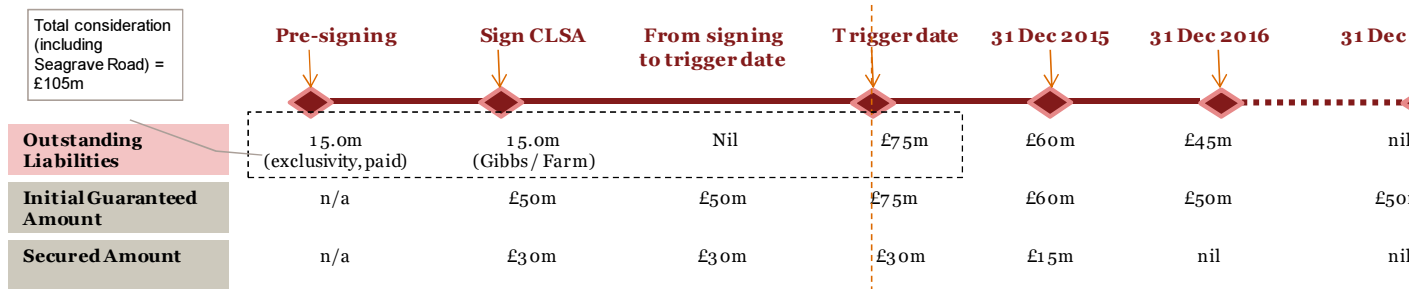 Total consideration
(including
Seagrave Road) =
£105m
Pre-signing
Sign CLSA
From signing
to trigger date
Trigger date
31 Dec 2015
31 Dec 2016
31 Dec
Outstanding
Liabilities
15.0m
(exclusivity, paid)
15.0m
(Gibbs / Farm)
Nil
£75m
£60m
£45m
nil
Initial Guaranteed
Amount
n/a
£50m
£50m
£75m
£60m
£50m
£50
Secured Amount
n/a
£30m
£30m
£30m
£15m
nil
nil